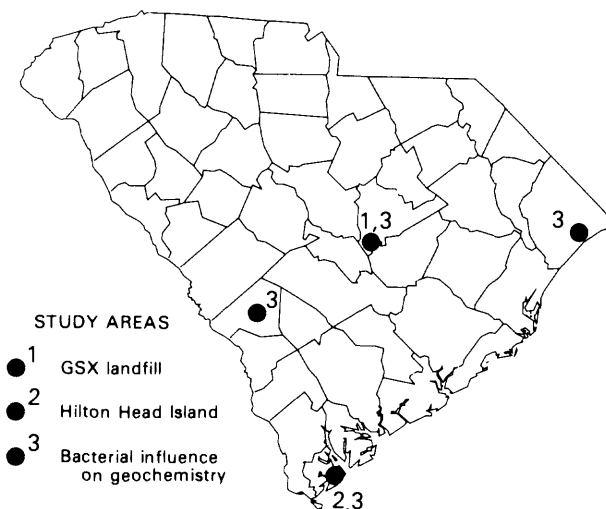 1,3
3
3
STUDY AREAS
1 GSX landfill
2 Hilton Head Island
3 Bacterial influence
on geochemistry
2,3